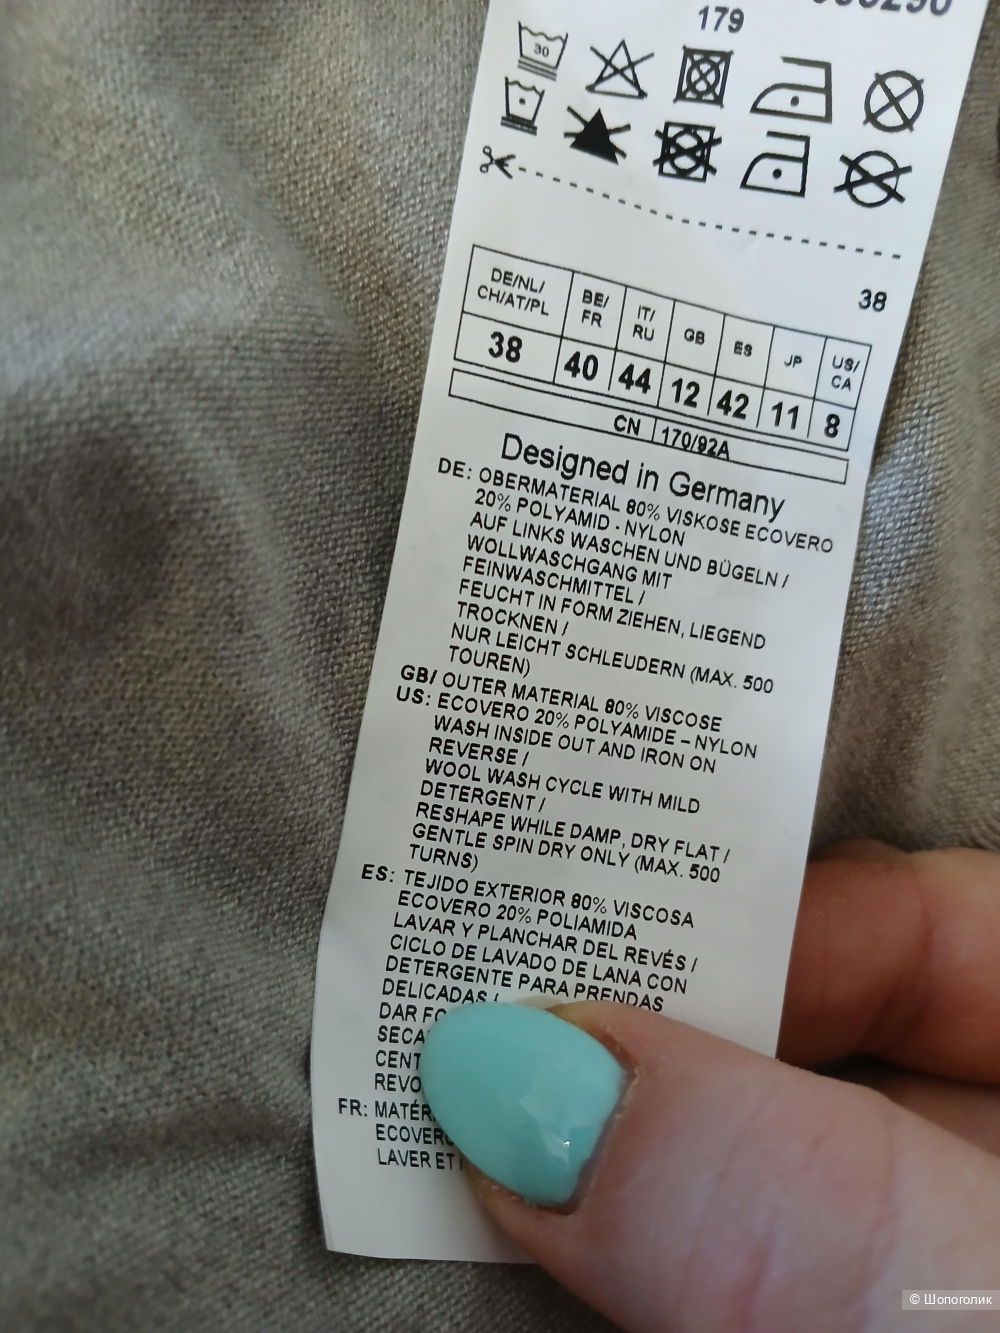 179
30
38
DE/NL/ CH/AT/PL BE/ FR IT/ RU GB ES JP US/ CA
38 40 44 12 42 11 8
CN 170/92A
Designed in Germany
DE: OBERMATERIAL 80% VISKOSE ECOVERO
20% POLYAMID - NYLON
AUF LINKS WASCHEN UND BÜGELN /
WOLLWASCHGANG MIT
FEINWASCHMITTEL /
FEUCHT IN FORM ZIEHEN, LIEGEND
TROCKNEN /
NUR LEICHT SCHLEUDERN (MAX. 500
TOUREN)
GB/ OUTER MATERIAL 80% VISCOSE
US: ECOVERO 20% POLYAMIDE – NYLON
WASH INSIDE OUT AND IRON ON
REVERSE /
WOOL WASH CYCLE WITH MILD
DETERGENT /
RESHAPE WHILE DAMP, DRY FLAT /
GENTLE SPIN DRY ONLY (MAX. 500
TURNS)
ES: TEJIDO EXTERIOR 80% VISCOSA
ECOVERO 20% POLIAMIDA
LAVAR Y PLANCHAR DEL REVÉS /
CICLO DE LAVADO DE LANA CON
DETERGENTE PARA PRENDAS
DELICADAS /
DAR
FR:
LAVER ET
© Шопоголик